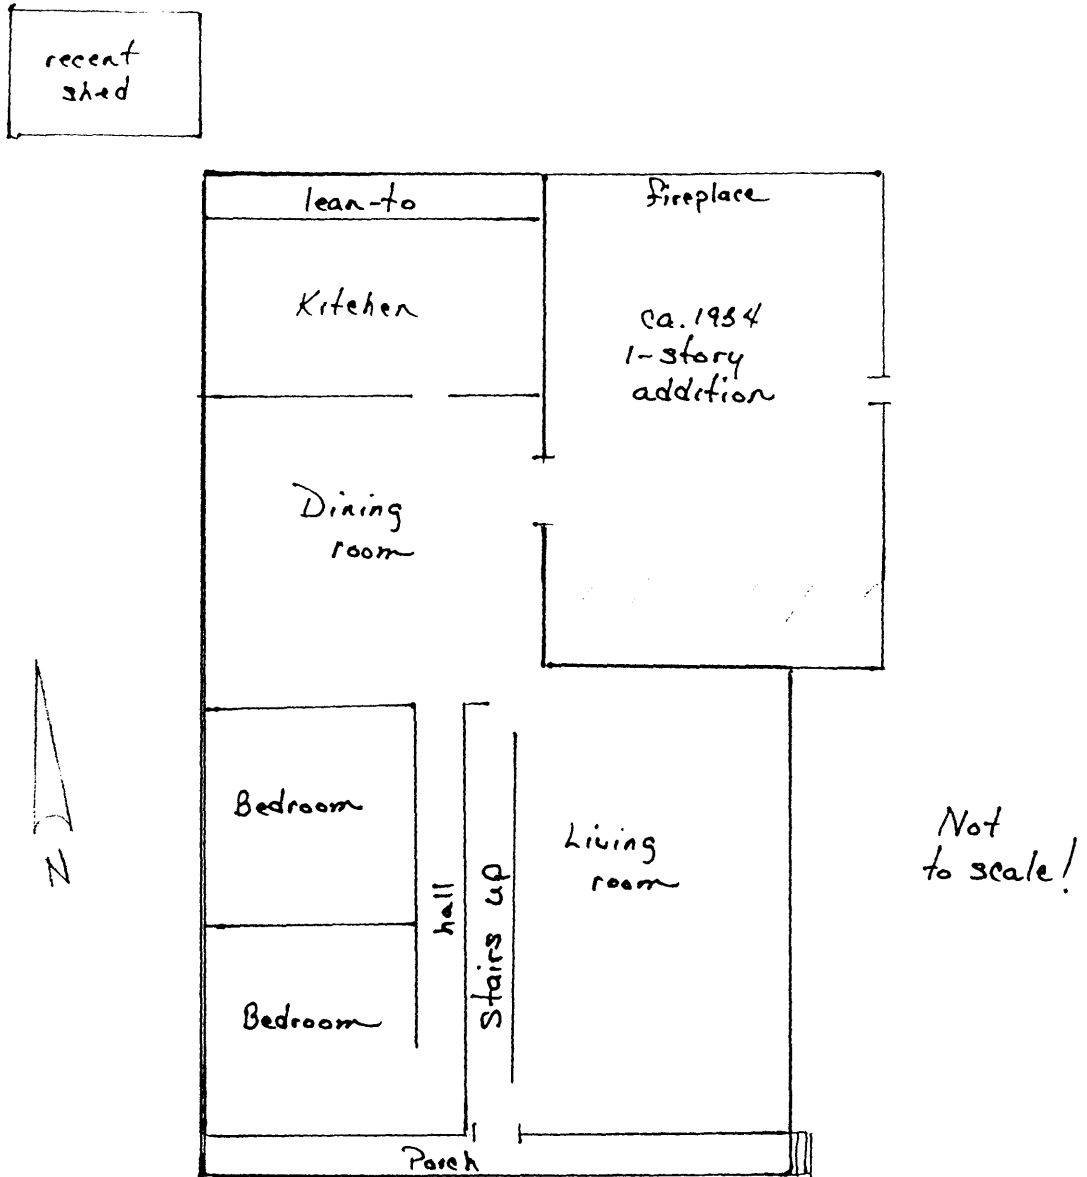 recent
shed
lean-to
fireplace
Kitchen
ca. 1934
1-story
addition
Dining
room
Bedroom
Living
room
Not
to scale!
hall
Stairs up
N
Bedroom
Porch